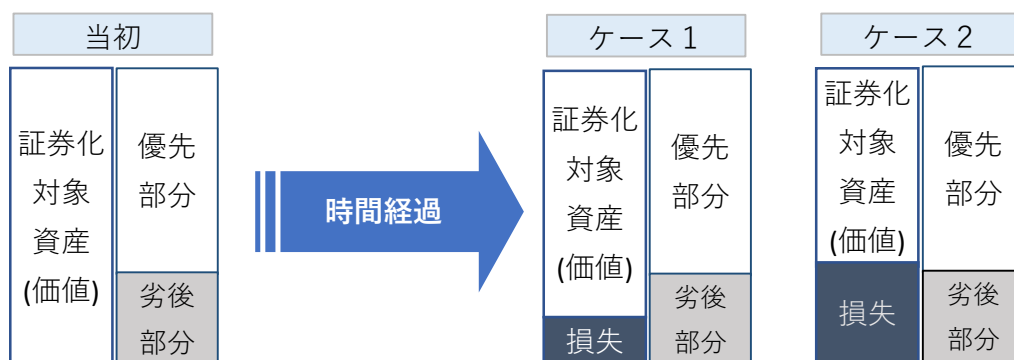 当初
証券化
対象
資産
(価値)
優先
部分
劣後
部分
時間経過
ケース１
証券化
対象
資産
(価値)
損失
優先
部分
劣後
部分
ケース２
証券化
対象
資産
(価値)
損失
優先
部分
劣後
部分